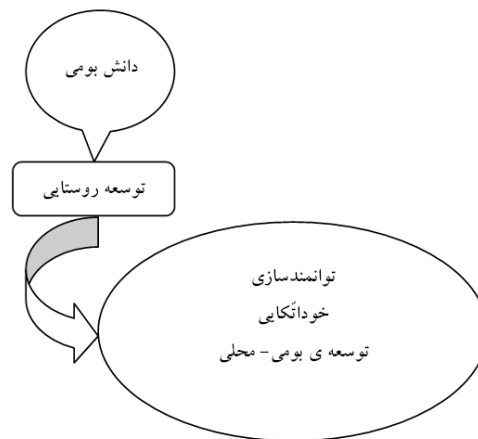 دانش بومی
توسعه روستایی
توانمندسازی
خوداتّکایی
توسعه ی بومی- محلی